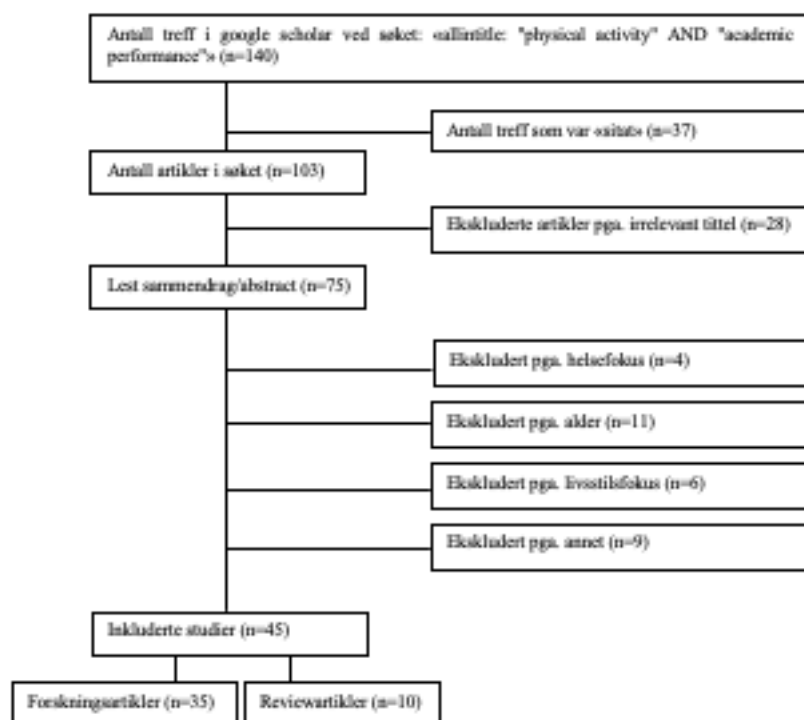 Antall treff i google scholar ved søket: «allintitle: "physical activity" AND "academic
performance"» (n=140)
Antall treff som var «sitat» (n=37)
Antall artikler i søket (n=103)
Ekskluderte artikler pga. irrelevant tittel (n=28)
Lest sammendrag/abstract (n=75)
Ekskludert pga. helsefokus (n=4)
Ekskludert pga. alder (n=11)
Ekskludert pga. livsstilsfokus (n=6)
Ekskludert pga. annet (n=9)
Inkluderte studier (n=45)
Forskningsartikler (n=35)
Reviewartikler (n=10)